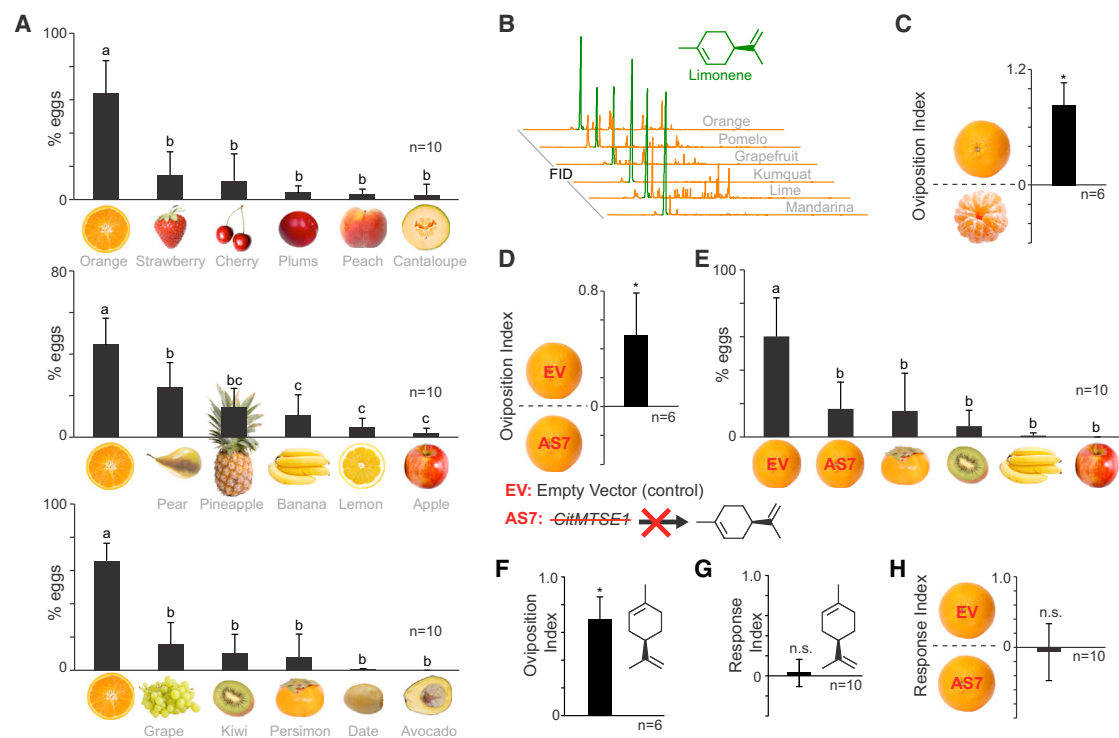 A
100
% eggs
0
a
b
b
b
b
b
n=10
Orange Strawberry Cherry Plums Peach Cantaloupe
80
% eggs
0
a
b
bc
c
c
c
n=10
Pear Pineapple Banana Lemon Apple
100
% eggs
0
a
b
b
b
b
b
n=10
Grape Kiwi Persimon Date Avocado
B
Limonene
Orange
Pomelo
Grapefruit
Kumquat
Lime
Mandarina
FID
C
1.2
Oviposition Index
0
*
n=6
D
0.8
Oviposition Index
0
*
n=6
EV
AS7
EV: Empty Vector (control)
AS7: CitMTSE1
E
100
% eggs
0
a
b
b
b
b
b
n=10
EV AS7
F
1.0
Oviposition
Index
0
*
n=6
G
1.0
Response
Index
0
n.s.
n=10
H
1.0
Response Index
0
EV
AS7
n.s.
n=10